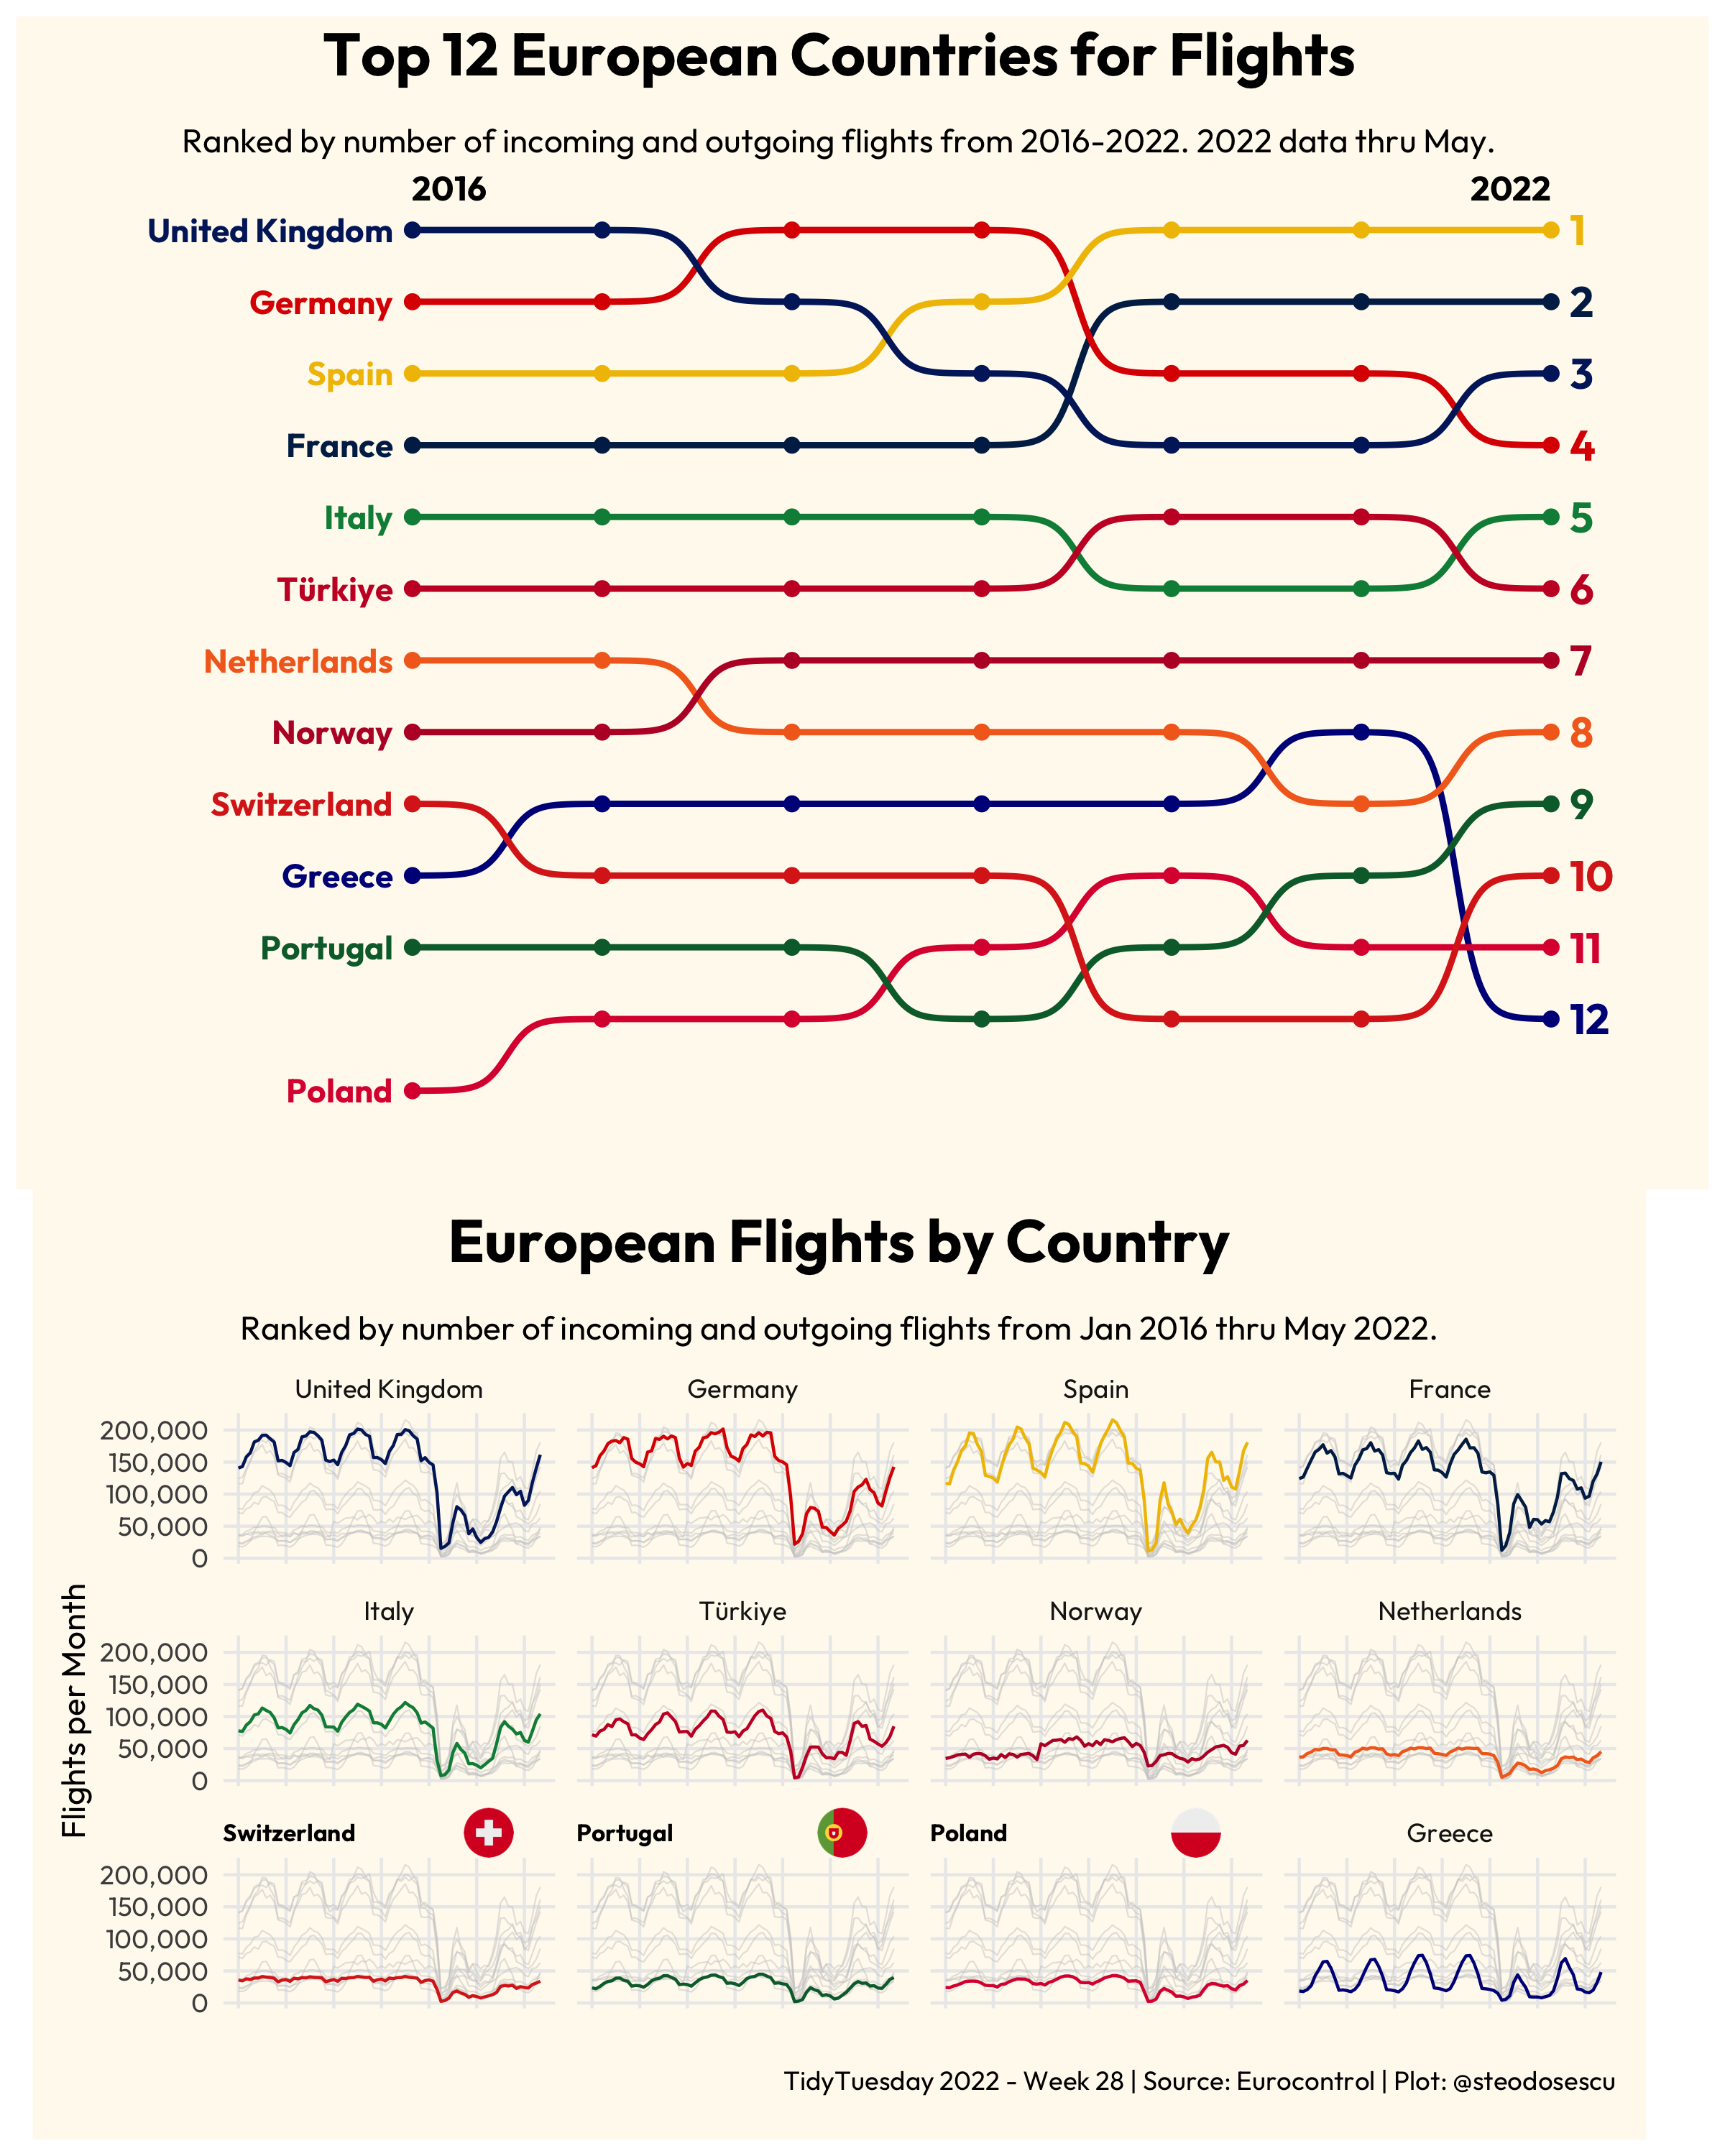 Top 12 European Countries for Flights
Ranked by number of incoming and outgoing flights from 2016-2022. 2022 data thru May.
2016 2022
United Kingdom 1
Germany 2
Spain 3
France 4
Italy 5
Türkiye 6
Netherlands 7
Norway 8
Switzerland 9
Greece 10
Portugal 11
12
Poland
European Flights by Country
Ranked by number of incoming and outgoing flights from Jan 2016 thru May 2022.
Flights per Month
United Kingdom Germany Spain France
200,000
150,000
100,000
50,000
0
Italy Türkiye Norway Netherlands
200,000
150,000
100,000
50,000
0
Switzerland Portugal Poland Greece
200,000
150,000
100,000
50,000
0
TidyTuesday 2022 - Week 28 | Source: Eurocontrol | Plot: @steodosescu